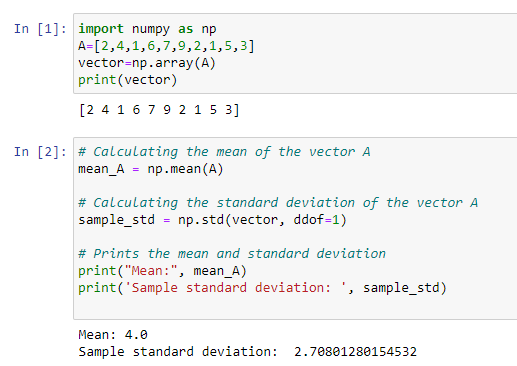 In [1]: import numpy as np
A=[2,4,1,6,7,9,2,1,5,3]
vector=np.array(A)
print(vector)
[2 4 1 6 7 9 2 1 5 3]
In [2]: # Calculating the mean of the vector A
mean_A = np.mean(A)
# Calculating the standard deviation of the vector A
sample_std = np.std(vector, ddof=1)
# Prints the mean and standard deviation
print("Mean:", mean_A)
print('Sample standard deviation: ', sample_std)
Mean: 4.0
Sample standard deviation:  2.70801280154532